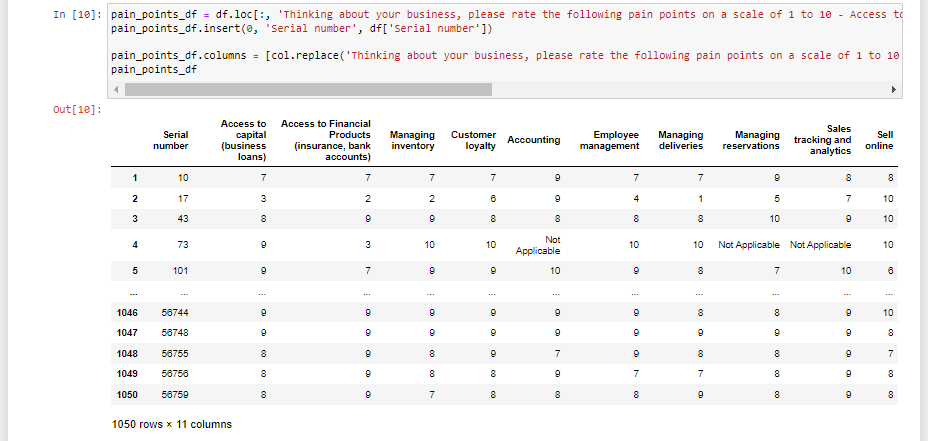 In [10]: pain_points_df = df.loc[:, 'Thinking about your business, please rate the following pain points on a scale of 1 to 10 - Access to
pain_points_df.insert(0, 'Serial number', df['Serial number'])
pain_points_df.columns = [col.replace('Thinking about your business, please rate the following pain points on a scale of 1 to 10
pain_points_df
Out[10]:
Serial number Access to capital (business loans) Access to Financial Products (insurance, bank accounts) Managing inventory Customer loyalty Accounting Employee management Managing deliveries Managing reservations Sales tracking and analytics Sell online
1 10 7 7 7 7 9 7 7 9 8 8
2 17 3 2 2 6 9 4 1 5 7 10
3 43 8 9 9 8 8 8 8 10 9 10
4 73 9 3 10 10 Not Applicable 10 10 Not Applicable Not Applicable 10
5 101 9 7 9 9 10 9 8 7 10 6
... ... ... ... ... ... ... ... ... ... ... ...
1046 56744 9 9 9 9 9 9 8 8 9 10
1047 56748 9 9 9 9 9 9 9 9 9 8
1048 56755 8 9 8 9 7 9 8 8 9 7
1049 56756 8 9 8 8 9 7 7 8 9 8
1050 56759 8 9 7 8 8 8 9 8 9 8
1050 rows × 11 columns